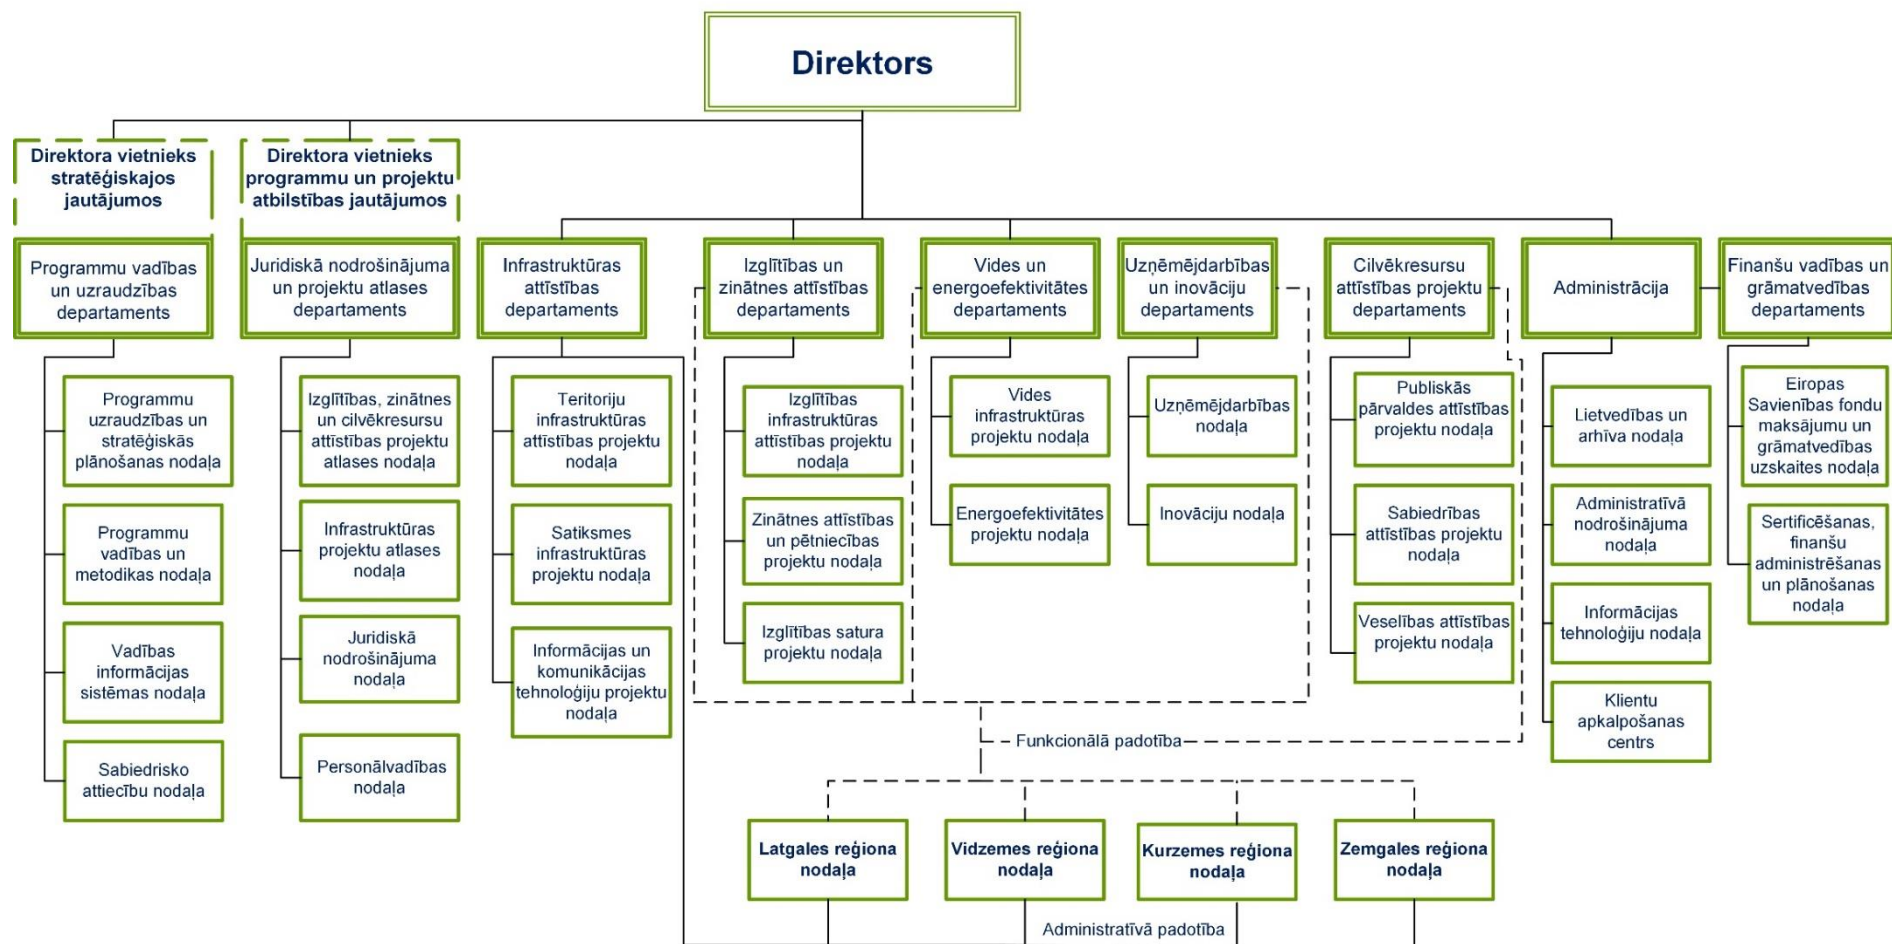 Direktors
Direktora vietnieks
stratēģiskajos
jautājumos
Direktora vietnieks
programmu un projektu
atbilstības jautājumos
Programmu vadības
un uzraudzības
departaments
Juridiskā nodrošinājuma
un projektu atlases
departaments
Infrastruktūras
attīstības
departaments
Izglītības un
zinātnes attīstības
departaments
Vides un
energoefektivitātes
departaments
Uzņēmējdarbības
un inovāciju
departaments
Cilvēkresursu
attīstības projektu
departaments
Administrācija
Finanšu vadības un
grāmatvedības
departaments
Programmu
uzraudzības un
stratēģiskās
plānošanas nodaļa
Programmu
vadības un
metodikas nodaļa
Vadības
informācijas
sistēmas nodaļa
Sabiedrisko
attiecību nodaļa
Izglītības, zinātnes
un cilvēkresursu
attīstības projektu
atlases nodaļa
Infrastruktūras
projektu atlases
nodaļa
Juridiskā
nodrošinājuma
nodaļa
Personālvadības
nodaļa
Teritoriju
infrastruktūras
attīstības projektu
nodaļa
Satiksmes
infrastruktūras
projektu nodaļa
Informācijas un
komunikācijas
tehnoloģiju projektu
nodaļa
Izglītības
infrastruktūras
attīstības projektu
nodaļa
Zinātnes attīstības
un pētniecības
projektu nodaļa
Izglītības satura
projektu nodaļa
Vides
infrastruktūras
projektu nodaļa
Energoefektivitātes
projektu nodaļa
Uzņēmējdarbības
nodaļa
Inovāciju nodaļa
Publiskās
pārvaldes attīstības
projektu nodaļa
Sabiedrības
attīstības projektu
nodaļa
Veselības attīstības
projektu nodaļa
Lietvedības un
arhīva nodaļa
Administratīvā
nodrošinājuma
nodaļa
Informācijas
tehnoloģiju nodaļa
Klientu
apkalpošanas
centrs
Eiropas
Savienības fondu
maksājumu un
grāmatvedības
uzskaites nodaļa
Sertificēšanas,
finanšu
administrēšanas
un plānošanas
nodaļa
Funkcionālā padotība
Latgales reģiona
nodaļa
Vidzemes reģiona
nodaļa
Kurzemes reģiona
nodaļa
Zemgales reģiona
nodaļa
Administratīvā padotība